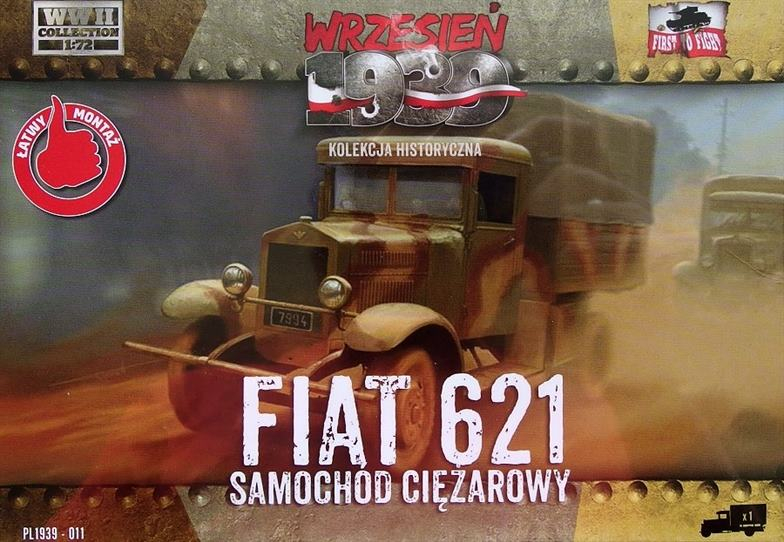 WWII
COLLECTION
1:72
WRZESIEŃ
1939
FIRST TO FIGHT
ŁATWY MONTAŻ
KOLEKCJA HISTORYCZNA
7994
FIAT 621
SAMOCHÓD CIĘŻAROWY
PL1939 - 011
x 1